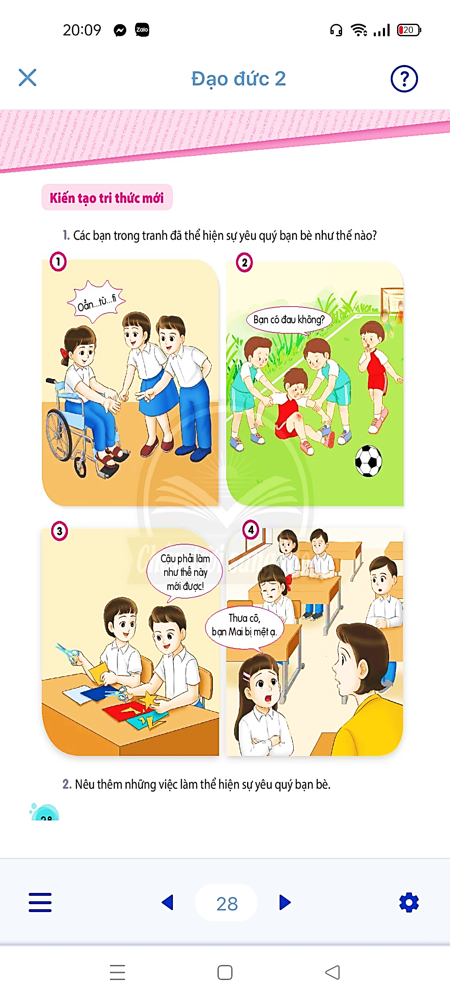 20:09
Zalo
20
Đạo đức 2
?
Kiến tạo tri thức mới
1. Các bạn trong tranh đã thể hiện sự yêu quý bạn bè như thế nào?
1
2
Oẳn...tù...fì
Bạn có đau không?
3
4
Cậu phải làm
như thế này
mới được!
Thưa cô,
bạn Mai bị mệt ạ.
2. Nêu thêm những việc làm thể hiện sự yêu quý bạn bè.
28
28